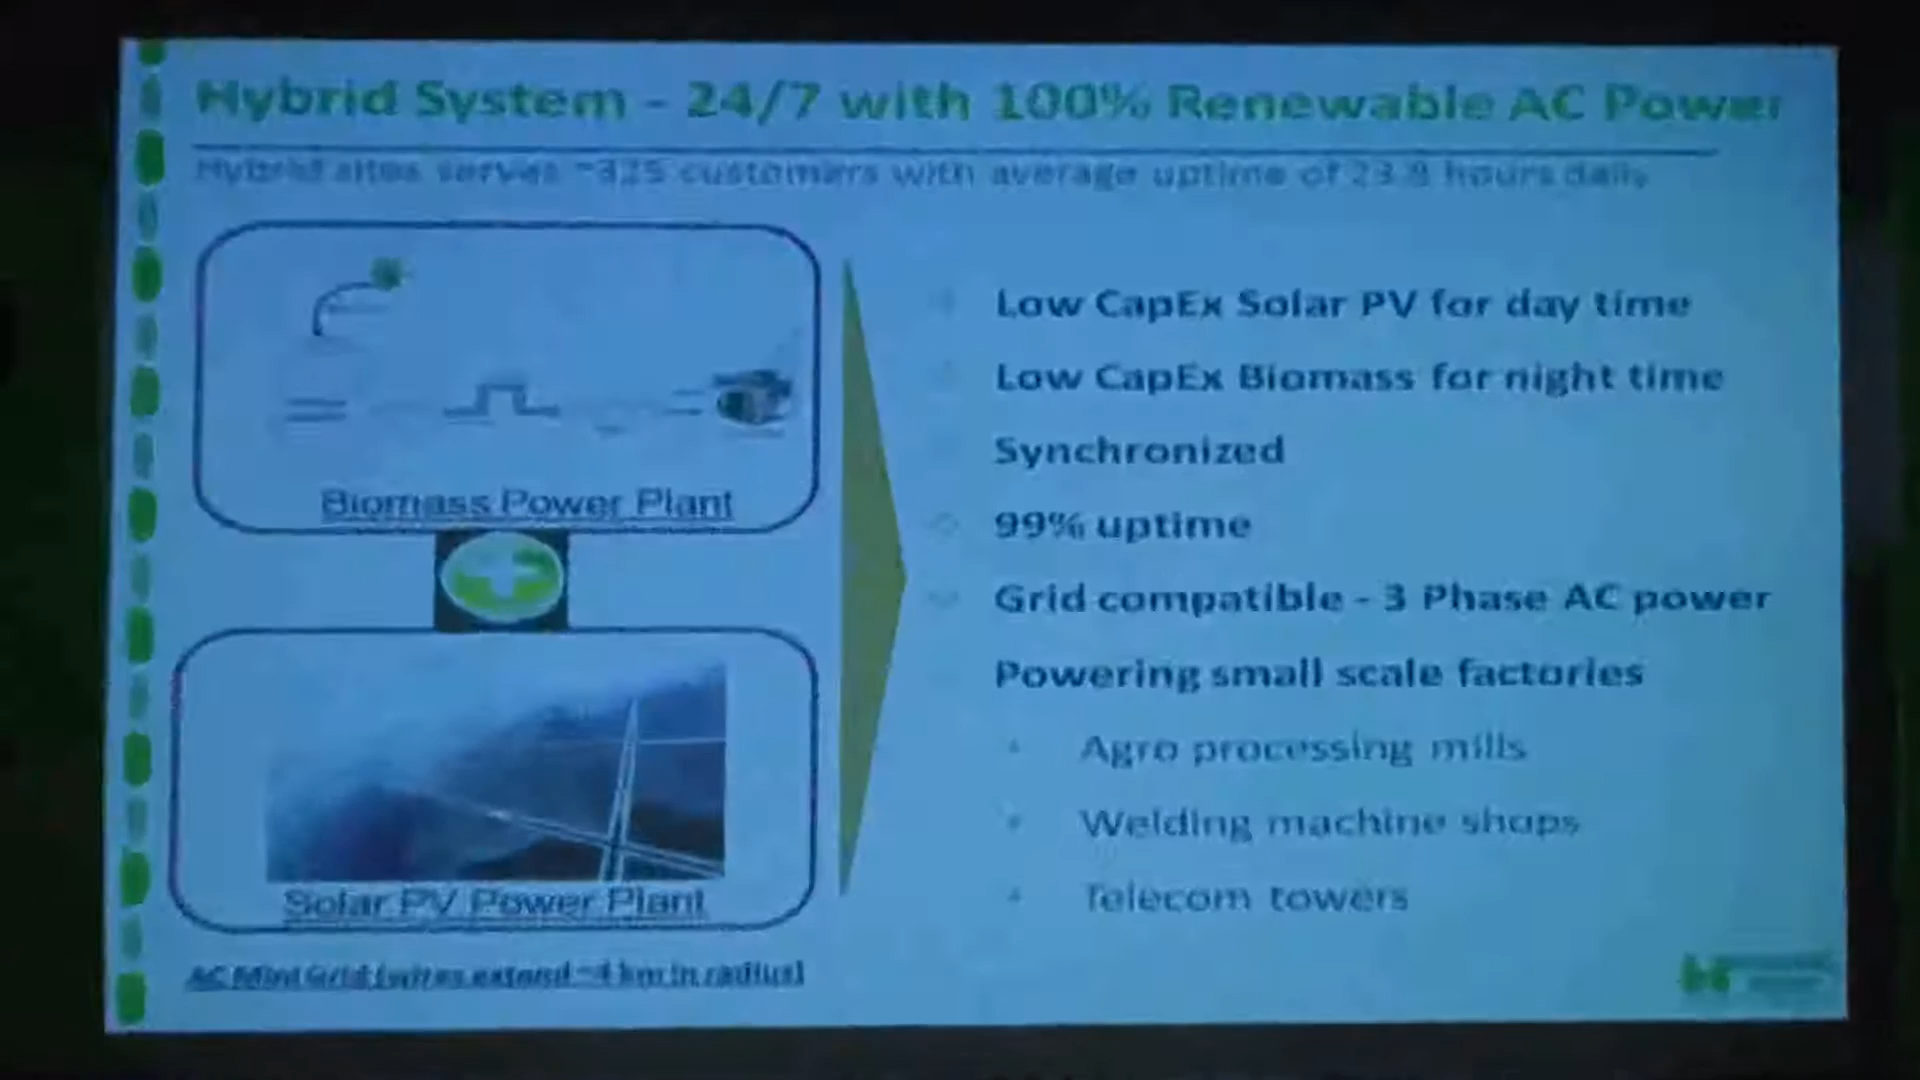 Hybrid System - 24/7 with 100% Renewable AC Power
Hybrid sites serves ~325 customers with average uptime of 23.8 hours daily
Low CapEx Solar PV for day time
Low CapEx Biomass for night time
Synchronized
99% uptime
Grid compatible - 3 Phase AC power
Powering small scale factories
Agro processing mills
Welding machine shops
Telecom towers
Biomass Power Plant
Solar PV Power Plant
AC Mini Grid (wires extend ~4 km in radius)